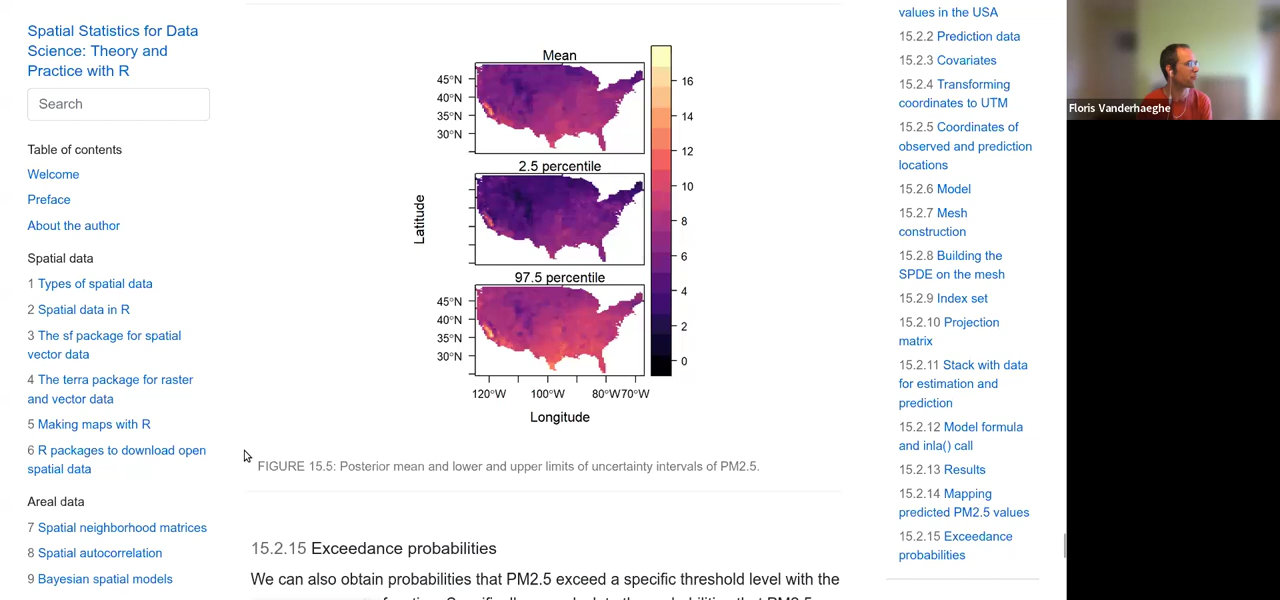 Spatial Statistics for Data
Science: Theory and
Practice with R
Search
Table of contents
Welcome
Preface
About the author
Spatial data
1 Types of spatial data
2 Spatial data in R
3 The sf package for spatial
vector data
4 The terra package for raster
and vector data
5 Making maps with R
6 R packages to download open
spatial data
Areal data
7 Spatial neighborhood matrices
8 Spatial autocorrelation
9 Bayesian spatial models
Mean
45°N
40°N
35°N
30°N
2.5 percentile
97.5 percentile
45°N
40°N
35°N
30°N
120°W 100°W 80°W 70°W
Latitude
Longitude
16
14
12
10
8
6
4
2
0
FIGURE 15.5: Posterior mean and lower and upper limits of uncertainty intervals of PM2.5.
15.2.15 Exceedance probabilities
We can also obtain probabilities that PM2.5 exceed a specific threshold level with the
values in the USA
15.2.2 Prediction data
15.2.3 Covariates
15.2.4 Transforming
coordinates to UTM
15.2.5 Coordinates of
observed and prediction
locations
15.2.6 Model
15.2.7 Mesh
construction
15.2.8 Building the
SPDE on the mesh
15.2.9 Index set
15.2.10 Projection
matrix
15.2.11 Stack with data
for estimation and
prediction
15.2.12 Model formula
and inla() call
15.2.13 Results
15.2.14 Mapping
predicted PM2.5 values
15.2.15 Exceedance
probabilities
Floris Vanderhaeghe